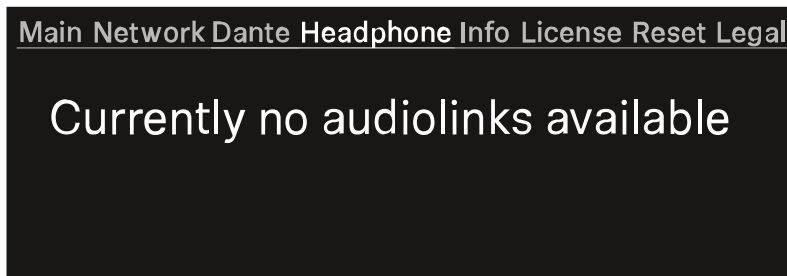 Main Network Dante Headphone Info License Reset Legal
Currently no audiolinks available